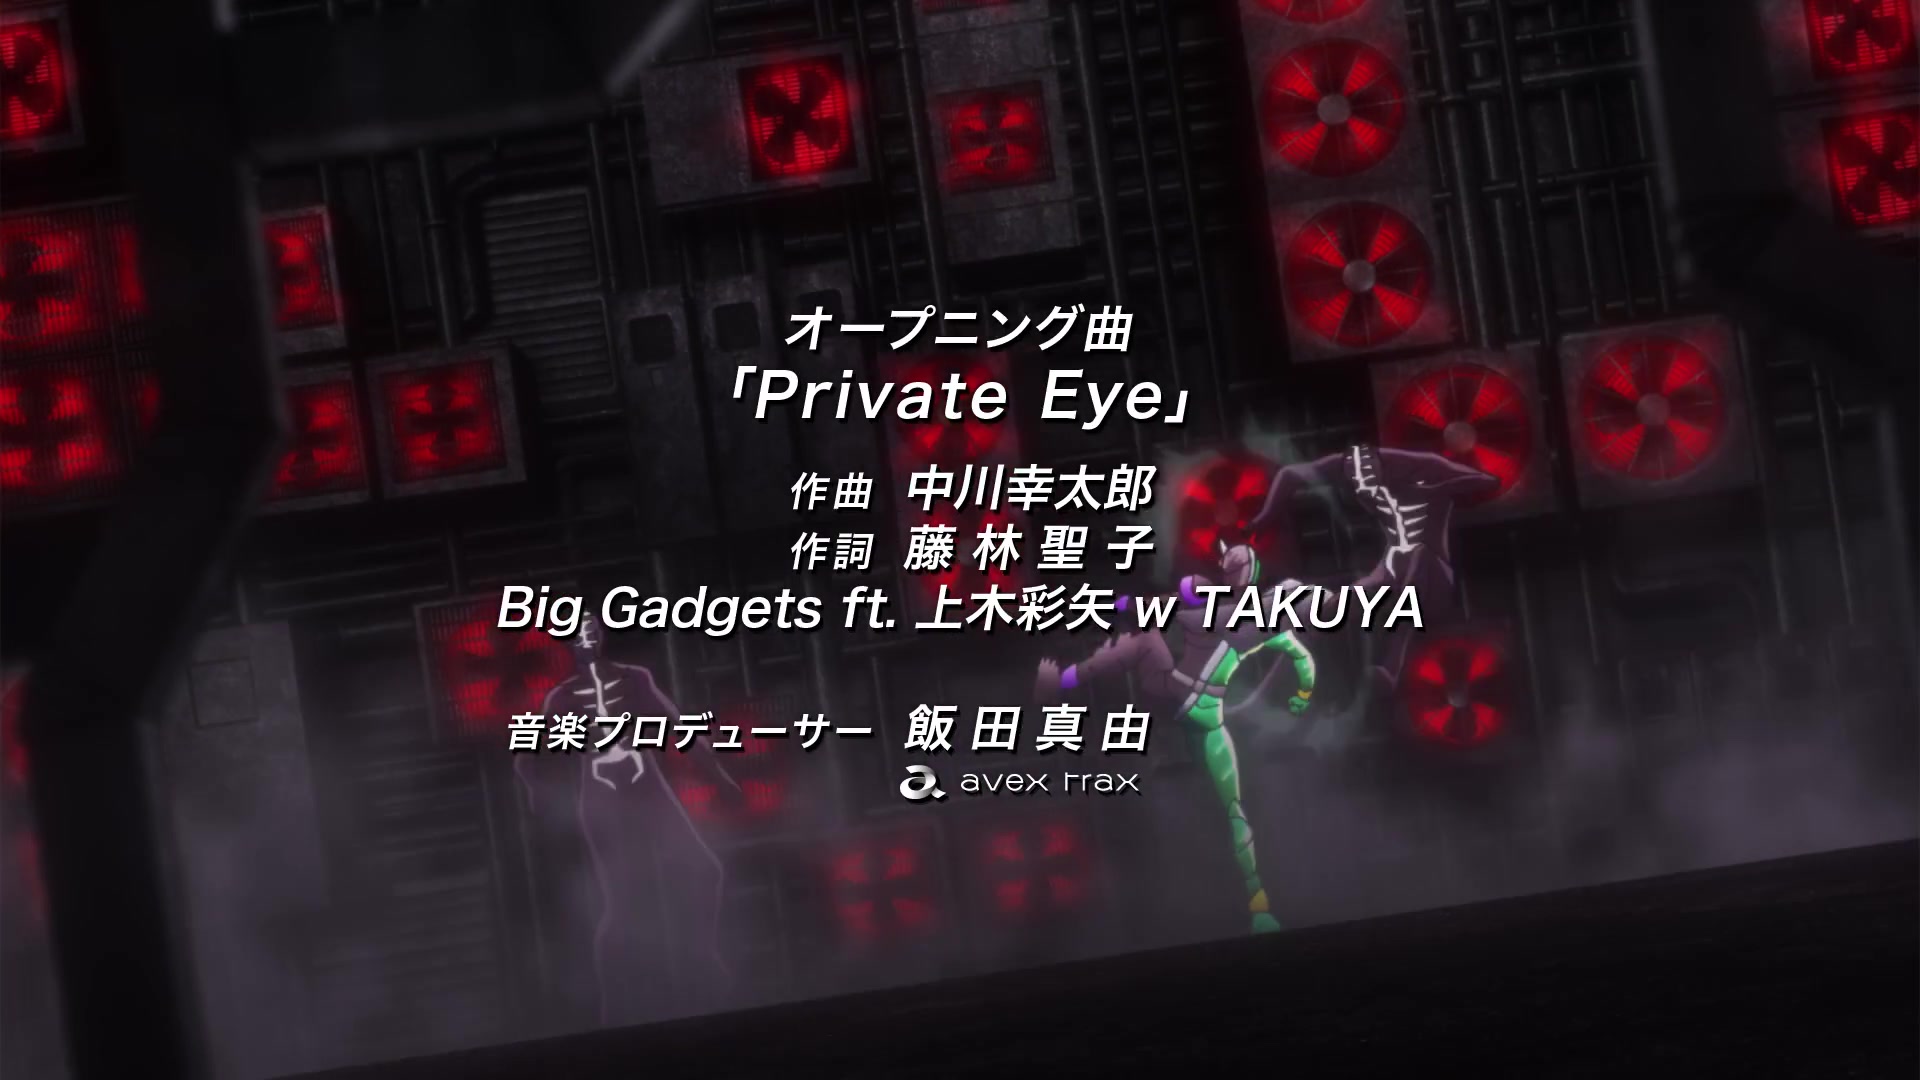 オープニング曲
「Private Eye」
作曲 中川幸太郎
作詞 藤林聖子
Big Gadgets ft. 上木彩矢 w TAKUYA
音楽プロデューサー 飯田真由
avex trax